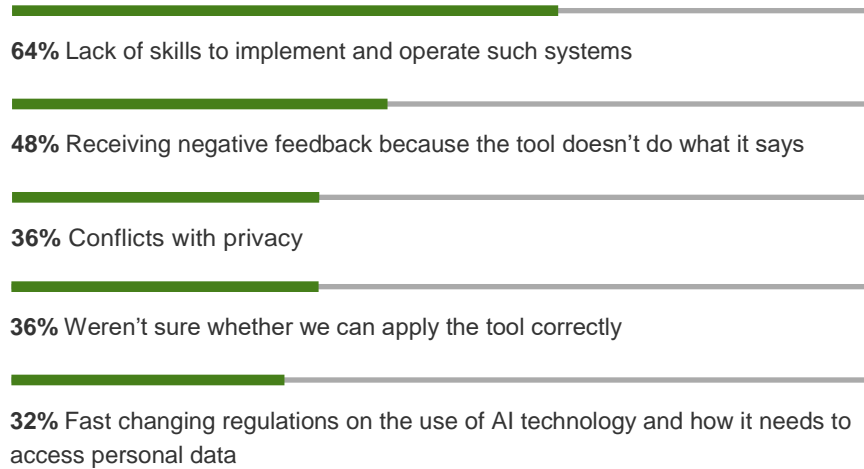 64% Lack of skills to implement and operate such systems
48% Receiving negative feedback because the tool doesn’t do what it says
36% Conflicts with privacy
36% Weren’t sure whether we can apply the tool correctly
32% Fast changing regulations on the use of AI technology and how it needs to
access personal data